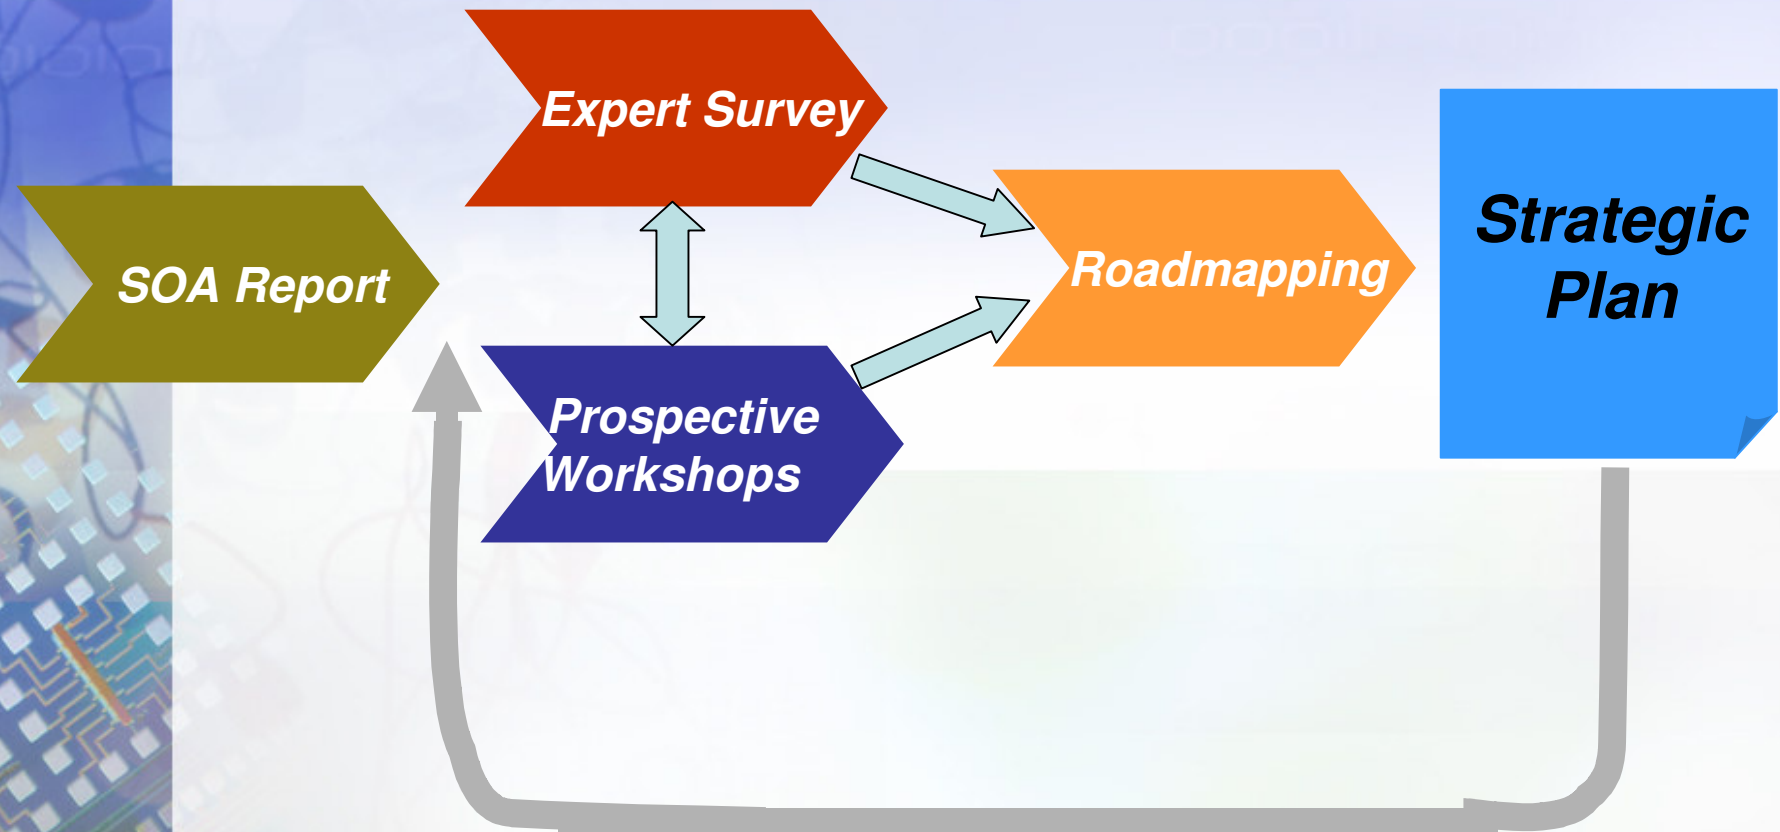 Expert Survey
SOA Report
Prospective
Workshops
Roadmapping
Strategic
Plan